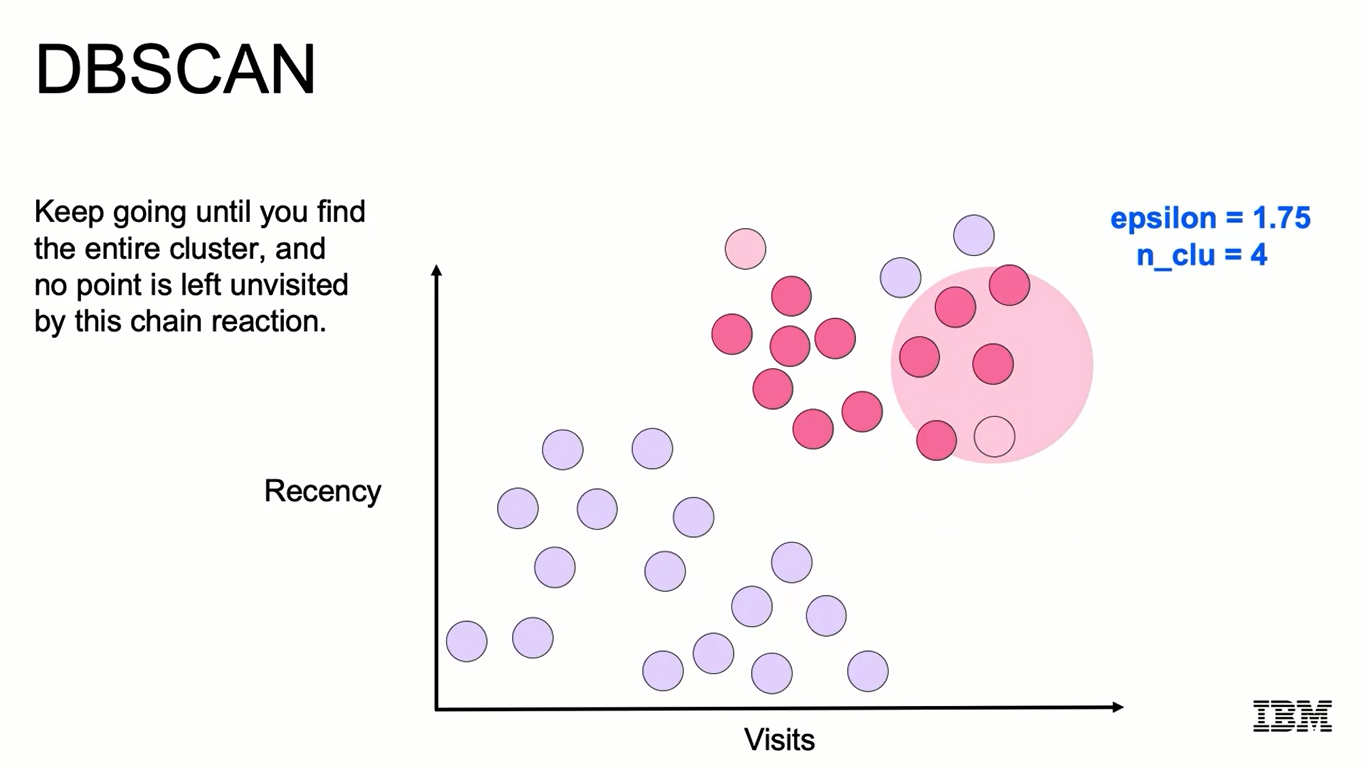 DBSCAN
Keep going until you find
the entire cluster, and
no point is left unvisited
by this chain reaction.
epsilon = 1.75
n_clu = 4
Recency
Visits
IBM